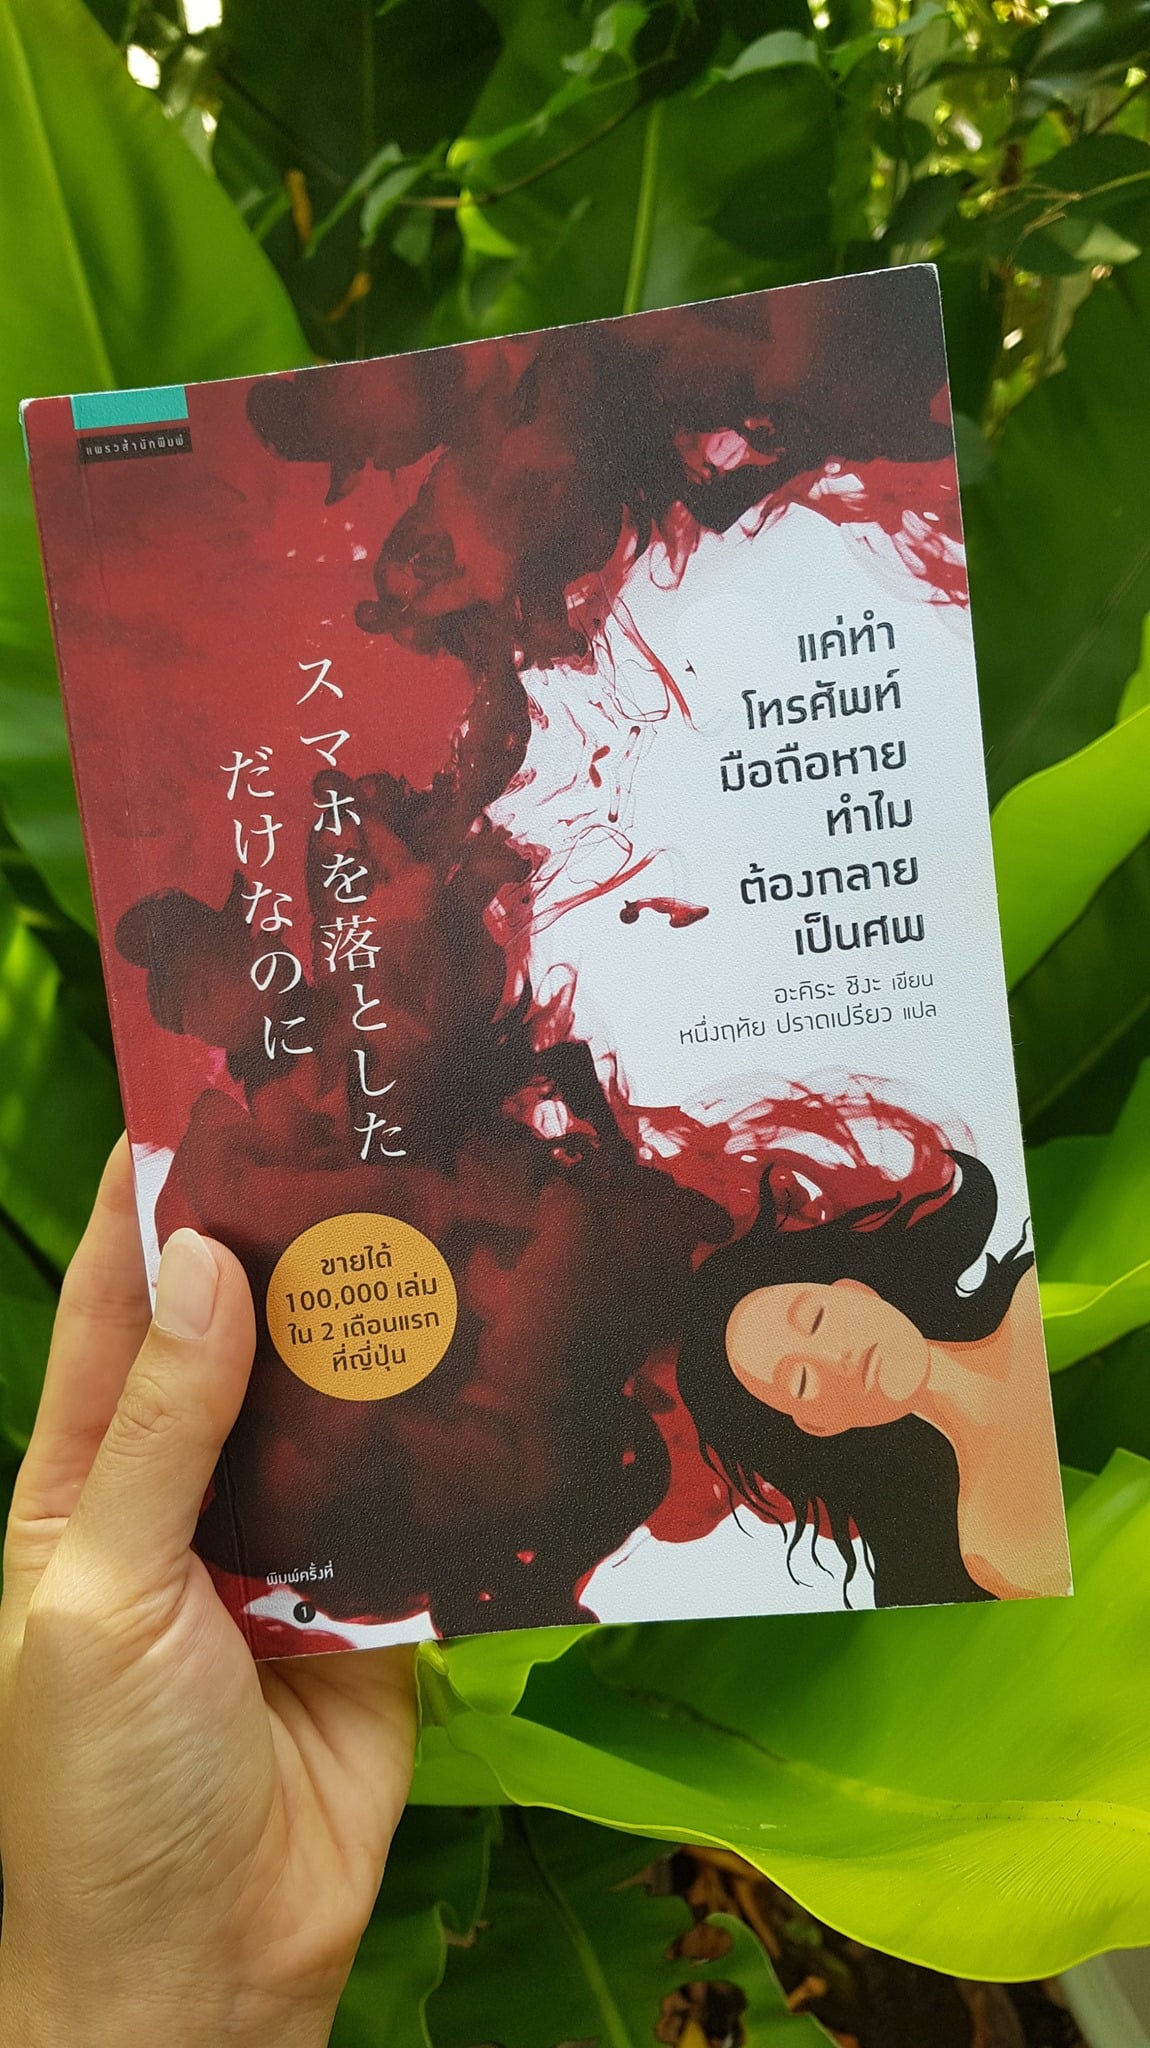 แพรวสำนักพิมพ์
スマホを落とした
だけなのに
แค่ทำ
โทรศัพท์
มือถือหาย
ทำไม
ต้องกลาย
เป็นศพ
อะคิระ ชิงะ เขียน
หนึ่งฤทัย ปราดเปรียว แปล
ขายได้
100,000 เล่ม
ใน 2 เดือนแรก
ที่ญี่ปุ่น
พิมพ์ครั้งที่
1